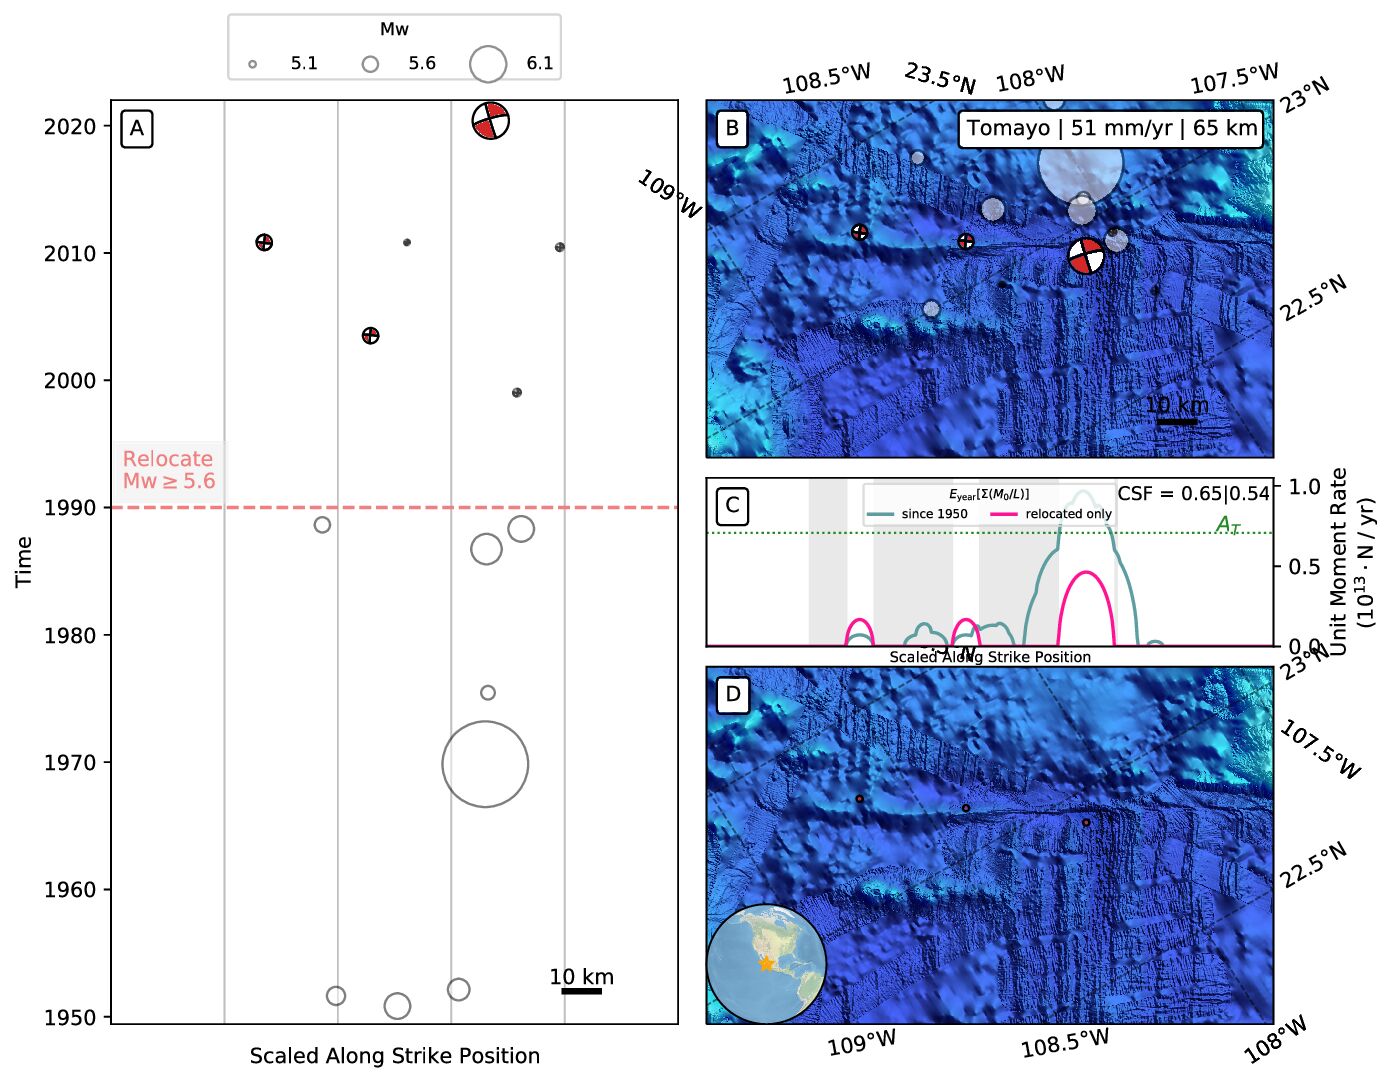 Mw
5.1 5.6 6.1
A
2020
2010
2000
1990
1980
1970
1960
1950
Time
Relocate
Mw ≥ 5.6
10 km
Scaled Along Strike Position
108.5°W 23.5°N 108°W 107.5°W 23°N
109°W
22.5°N
B
Tomayo | 51 mm/yr | 65 km
10 km
C
E_year[Σ(M_0/L)]
since 1950 relocated only
CSF = 0.65|0.54
A_T
1.0
0.5
0.0
Unit Moment Rate
(10^13 · N / yr)
Scaled Along Strike Position
23°N
D
107.5°W
22.5°N
109°W 108.5°W 108°W